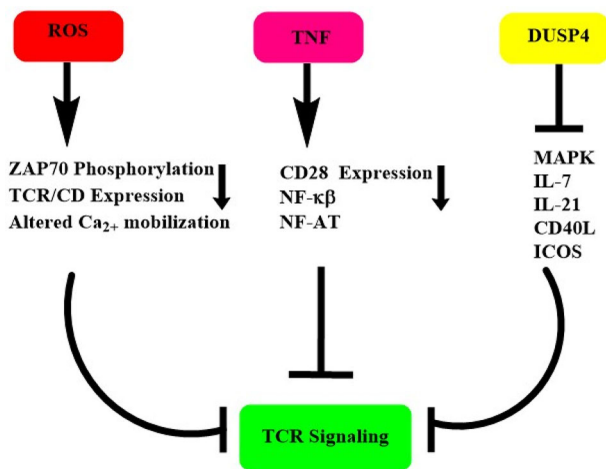 ROS
TNF
DUSP4
ZAP70 Phosphorylation
TCR/CD Expression
Altered Ca2+ mobilization
CD28 Expression
NF-κβ
NF-AT
MAPK
IL-7
IL-21
CD40L
ICOS
TCR Signaling